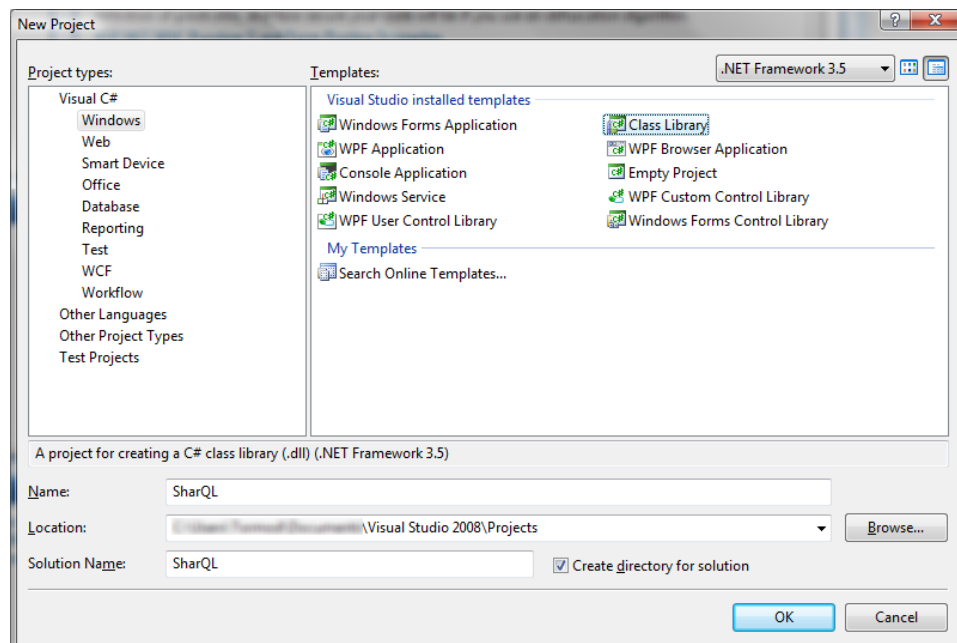 New Project
Project types:
Templates:
.NET Framework 3.5
Visual C#
Windows
Web
Smart Device
Office
Database
Reporting
Test
WCF
Workflow
Other Languages
Other Project Types
Test Projects
Visual Studio installed templates
Windows Forms Application
Class Library
WPF Application
WPF Browser Application
Console Application
Empty Project
Windows Service
WPF Custom Control Library
WPF User Control Library
Windows Forms Control Library
My Templates
Search Online Templates...
A project for creating a C# class library (.dll) (.NET Framework 3.5)
Name:
SharQL
Location:
\Visual Studio 2008\Projects
Browse...
Solution Name:
SharQL
Create directory for solution
OK
Cancel